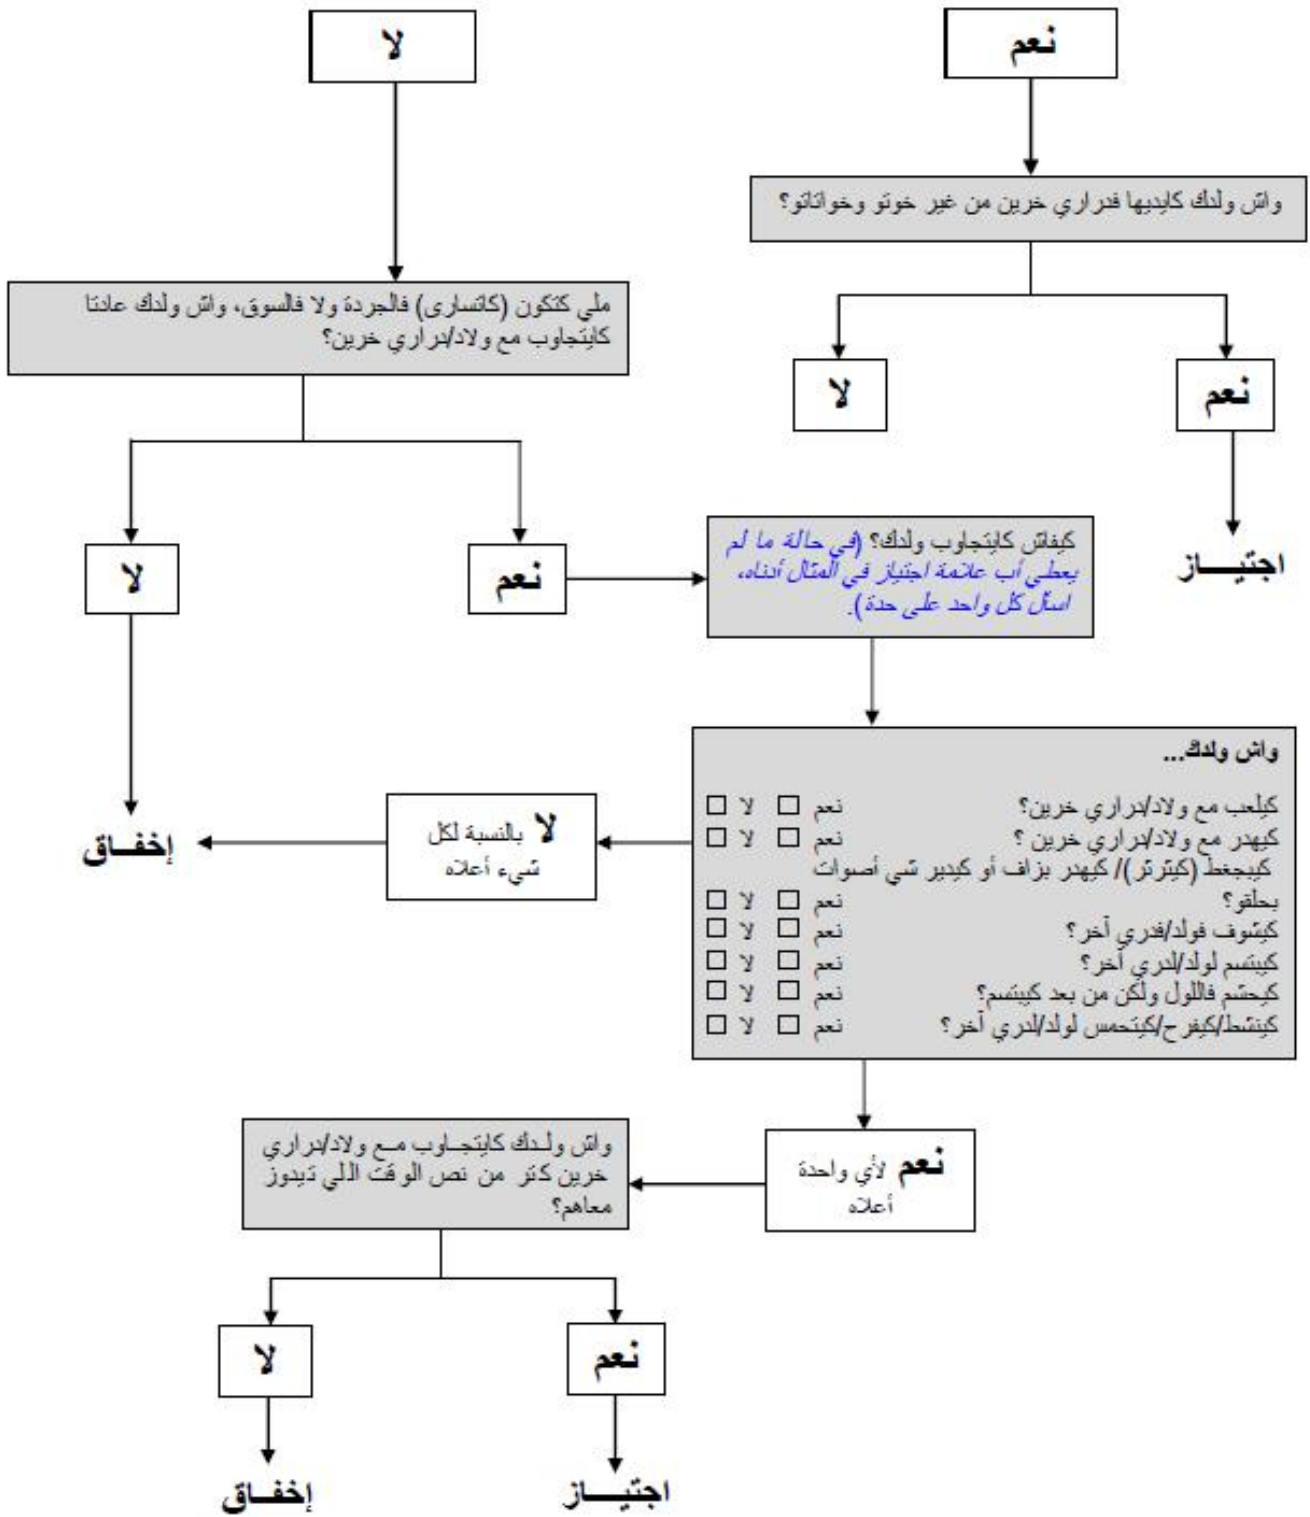 نعم
لا
واش ولدك كايديها فدراري خرين من غير خوتو وخواتاتو؟
ملي كتكون (كاتسارى) فالجردة ولا فالسوق، واش ولدك عادتا
كايتجاوب مع ولاد/دراري خرين؟
نعم
لا
اجتيـــاز
نعم
لا
كيفاش كايتجاوب ولدك؟ (في حالة ما لم
يعطي أب علامة اجتياز في المثال أدناه،
اسأل كل واحد على حدة).
واش ولدك...
كيلعب مع ولاد/دراري خرين؟ نعم □ لا □
كيهدر مع ولاد/دراري خرين ؟ نعم □ لا □
كيبجغط (كيترتر)/ كيهدر بزاف أو كيدير شي أصوات
بحلقو؟ نعم □ لا □
كيشوف فولد/فدري آخر؟ نعم □ لا □
كيبتسم لولد/لدري آخر؟ نعم □ لا □
كيحشم فاللول ولكن من بعد كيبتسم؟ نعم □ لا □
كينشط/كيفرح/كيتحمس لولد/لدري آخر؟ نعم □ لا □
لا بالنسبة لكل
شيء أعلاه
إخفــاق
نعم لأي واحدة
أعلاه
واش ولـدك كايتجـاوب مـع ولاد/دراري
خرين كتر من نص الوقت اللي تيدوز
معاهم؟
نعم
لا
اجتيـــاز
إخفــاق